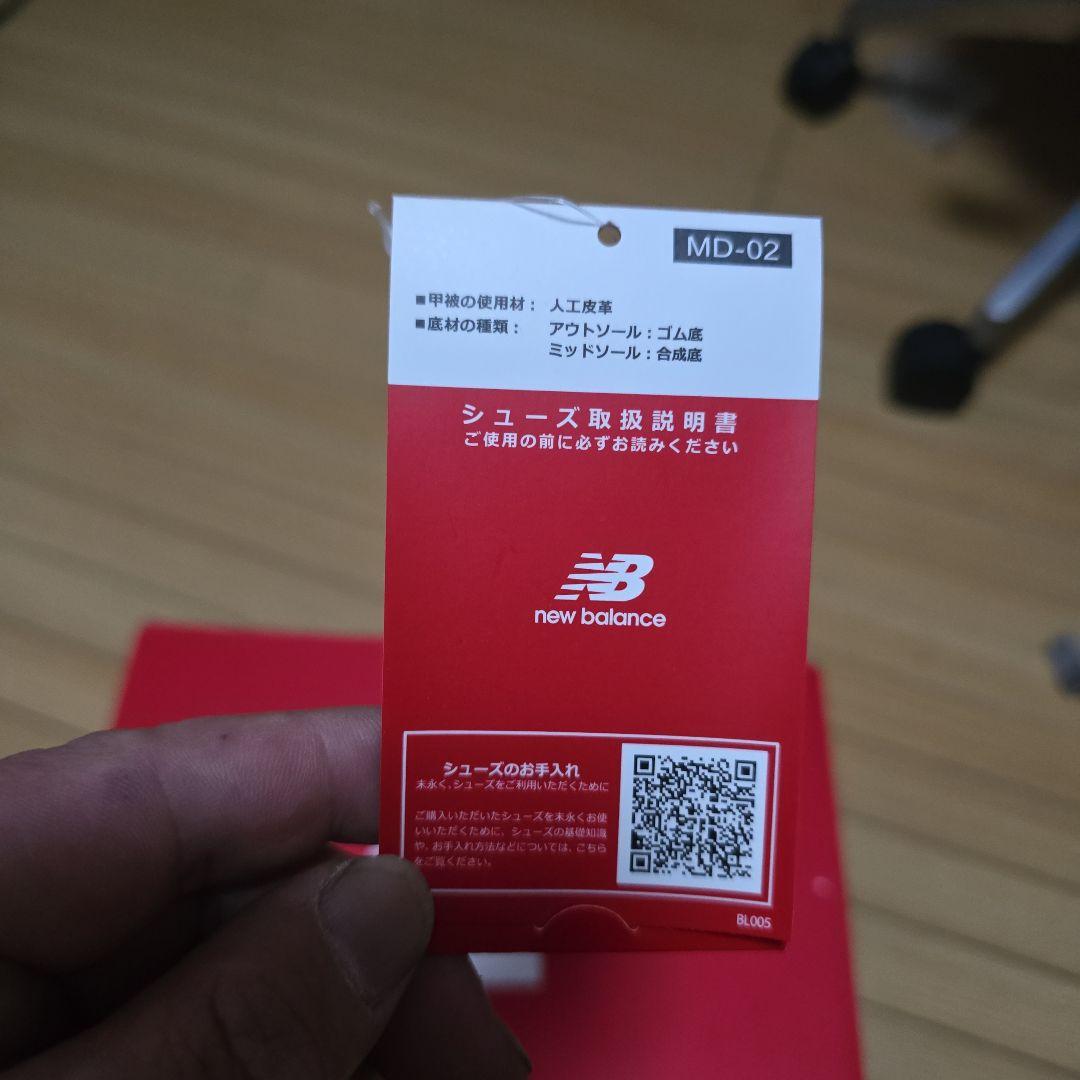 MD-02
■甲被の使用材： 人工皮革
■底材の種類： アウトソール：ゴム底
ミッドソール：合成底
シューズ取扱説明書
ご使用の前に必ずお読みください
NB
new balance
シューズのお手入れ
末永く、シューズをご利用いただくために
ご購入いただいたシューズを末永くお使
いいただくために、シューズの基礎知識
や、お手入れ方法などについては、こちら
をご覧ください。
BL005